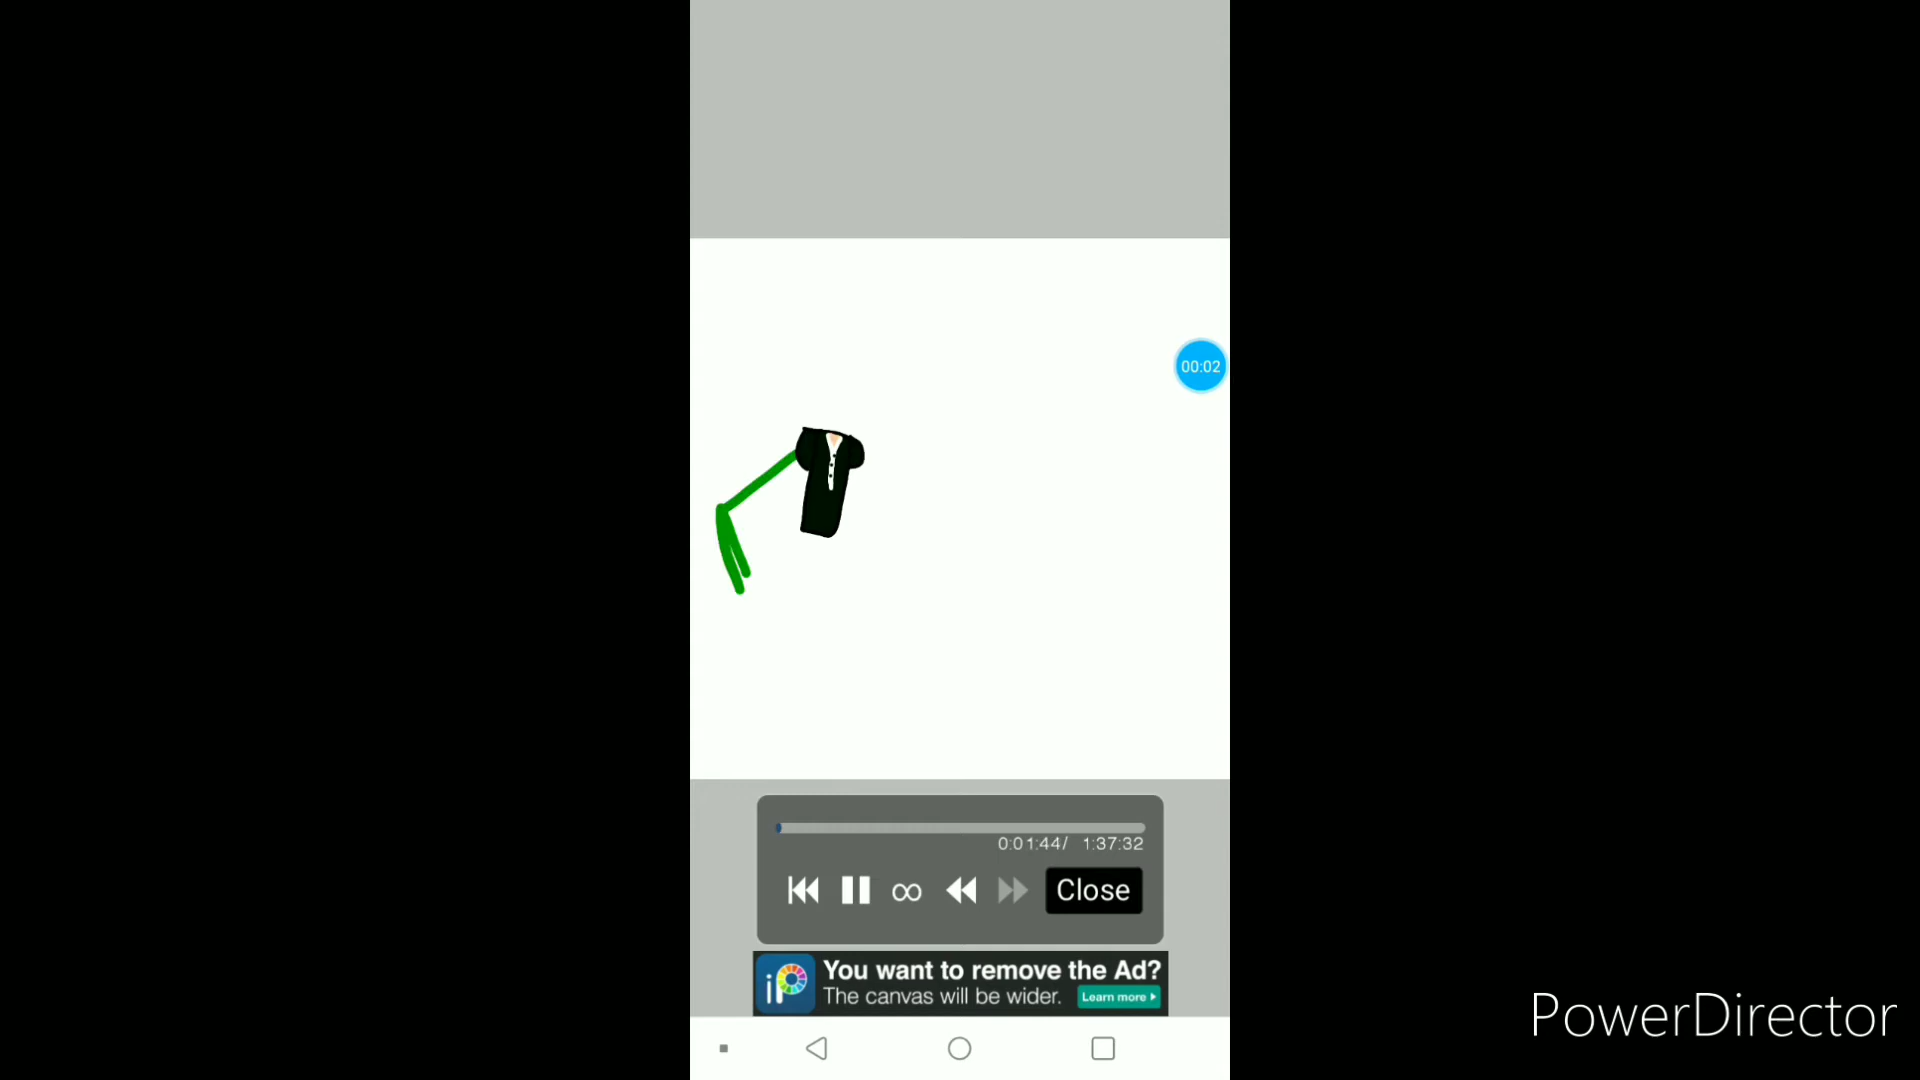 00:02
0:01:44/ 1:37:32
Close
iP
You want to remove the Ad?
The canvas will be wider.
Learn more
PowerDirector